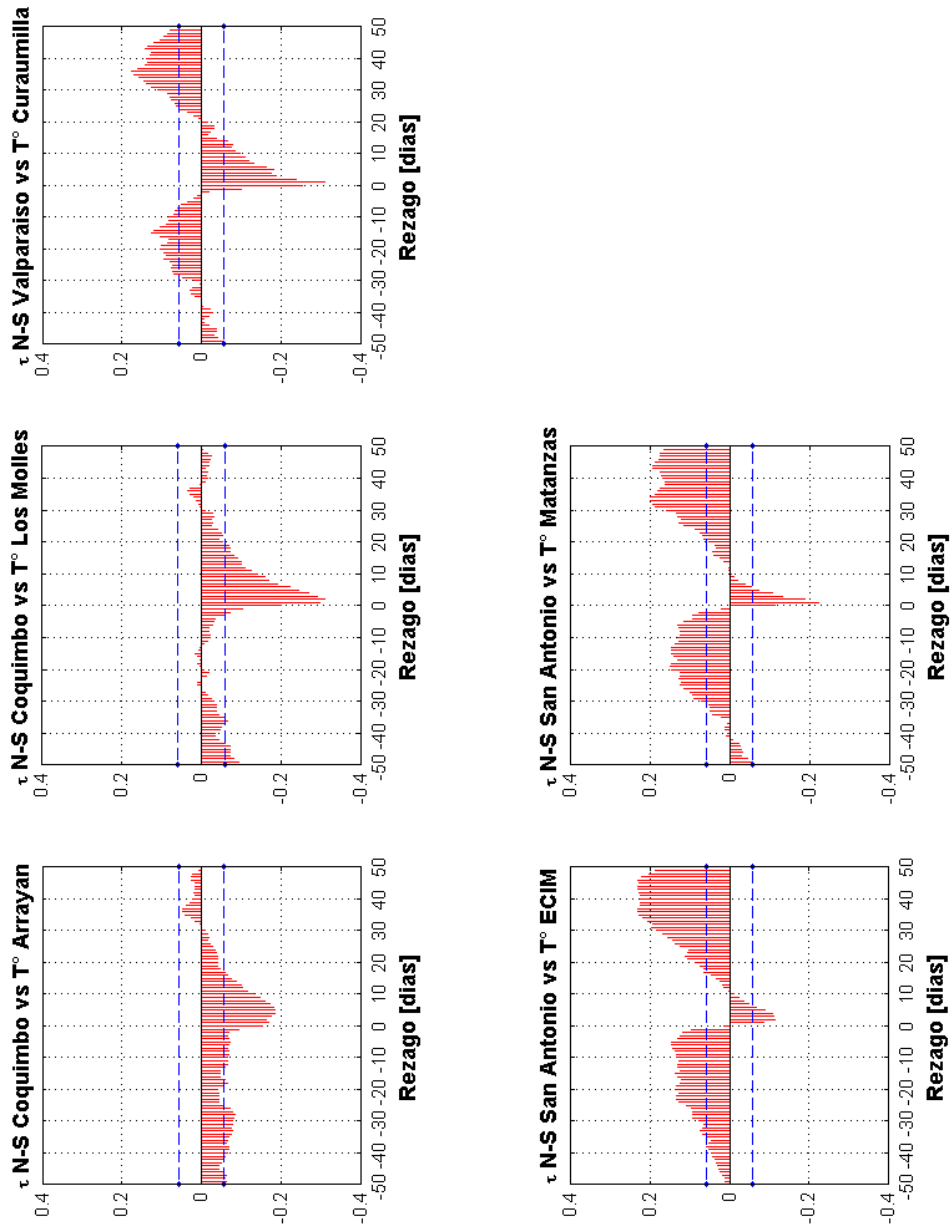 τ N-S Coquimbo vs T° Arrayan
0.4
0.2
0
-0.2
-0.4
-50 -40 -30 -20 -10 0 10 20 30 40 50
Rezago [dias]
τ N-S Coquimbo vs T° Los Molles
0.4
0.2
0
-0.2
-0.4
-50 -40 -30 -20 -10 0 10 20 30 40 50
Rezago [dias]
τ N-S Valparaiso vs T° Curaumilla
0.4
0.2
0
-0.2
-0.4
-50 -40 -30 -20 -10 0 10 20 30 40 50
Rezago [dias]
τ N-S San Antonio vs T° ECIM
0.4
0.2
0
-0.2
-0.4
-50 -40 -30 -20 -10 0 10 20 30 40 50
Rezago [dias]
τ N-S San Antonio vs T° Matanzas
0.4
0.2
0
-0.2
-0.4
-50 -40 -30 -20 -10 0 10 20 30 40 50
Rezago [dias]